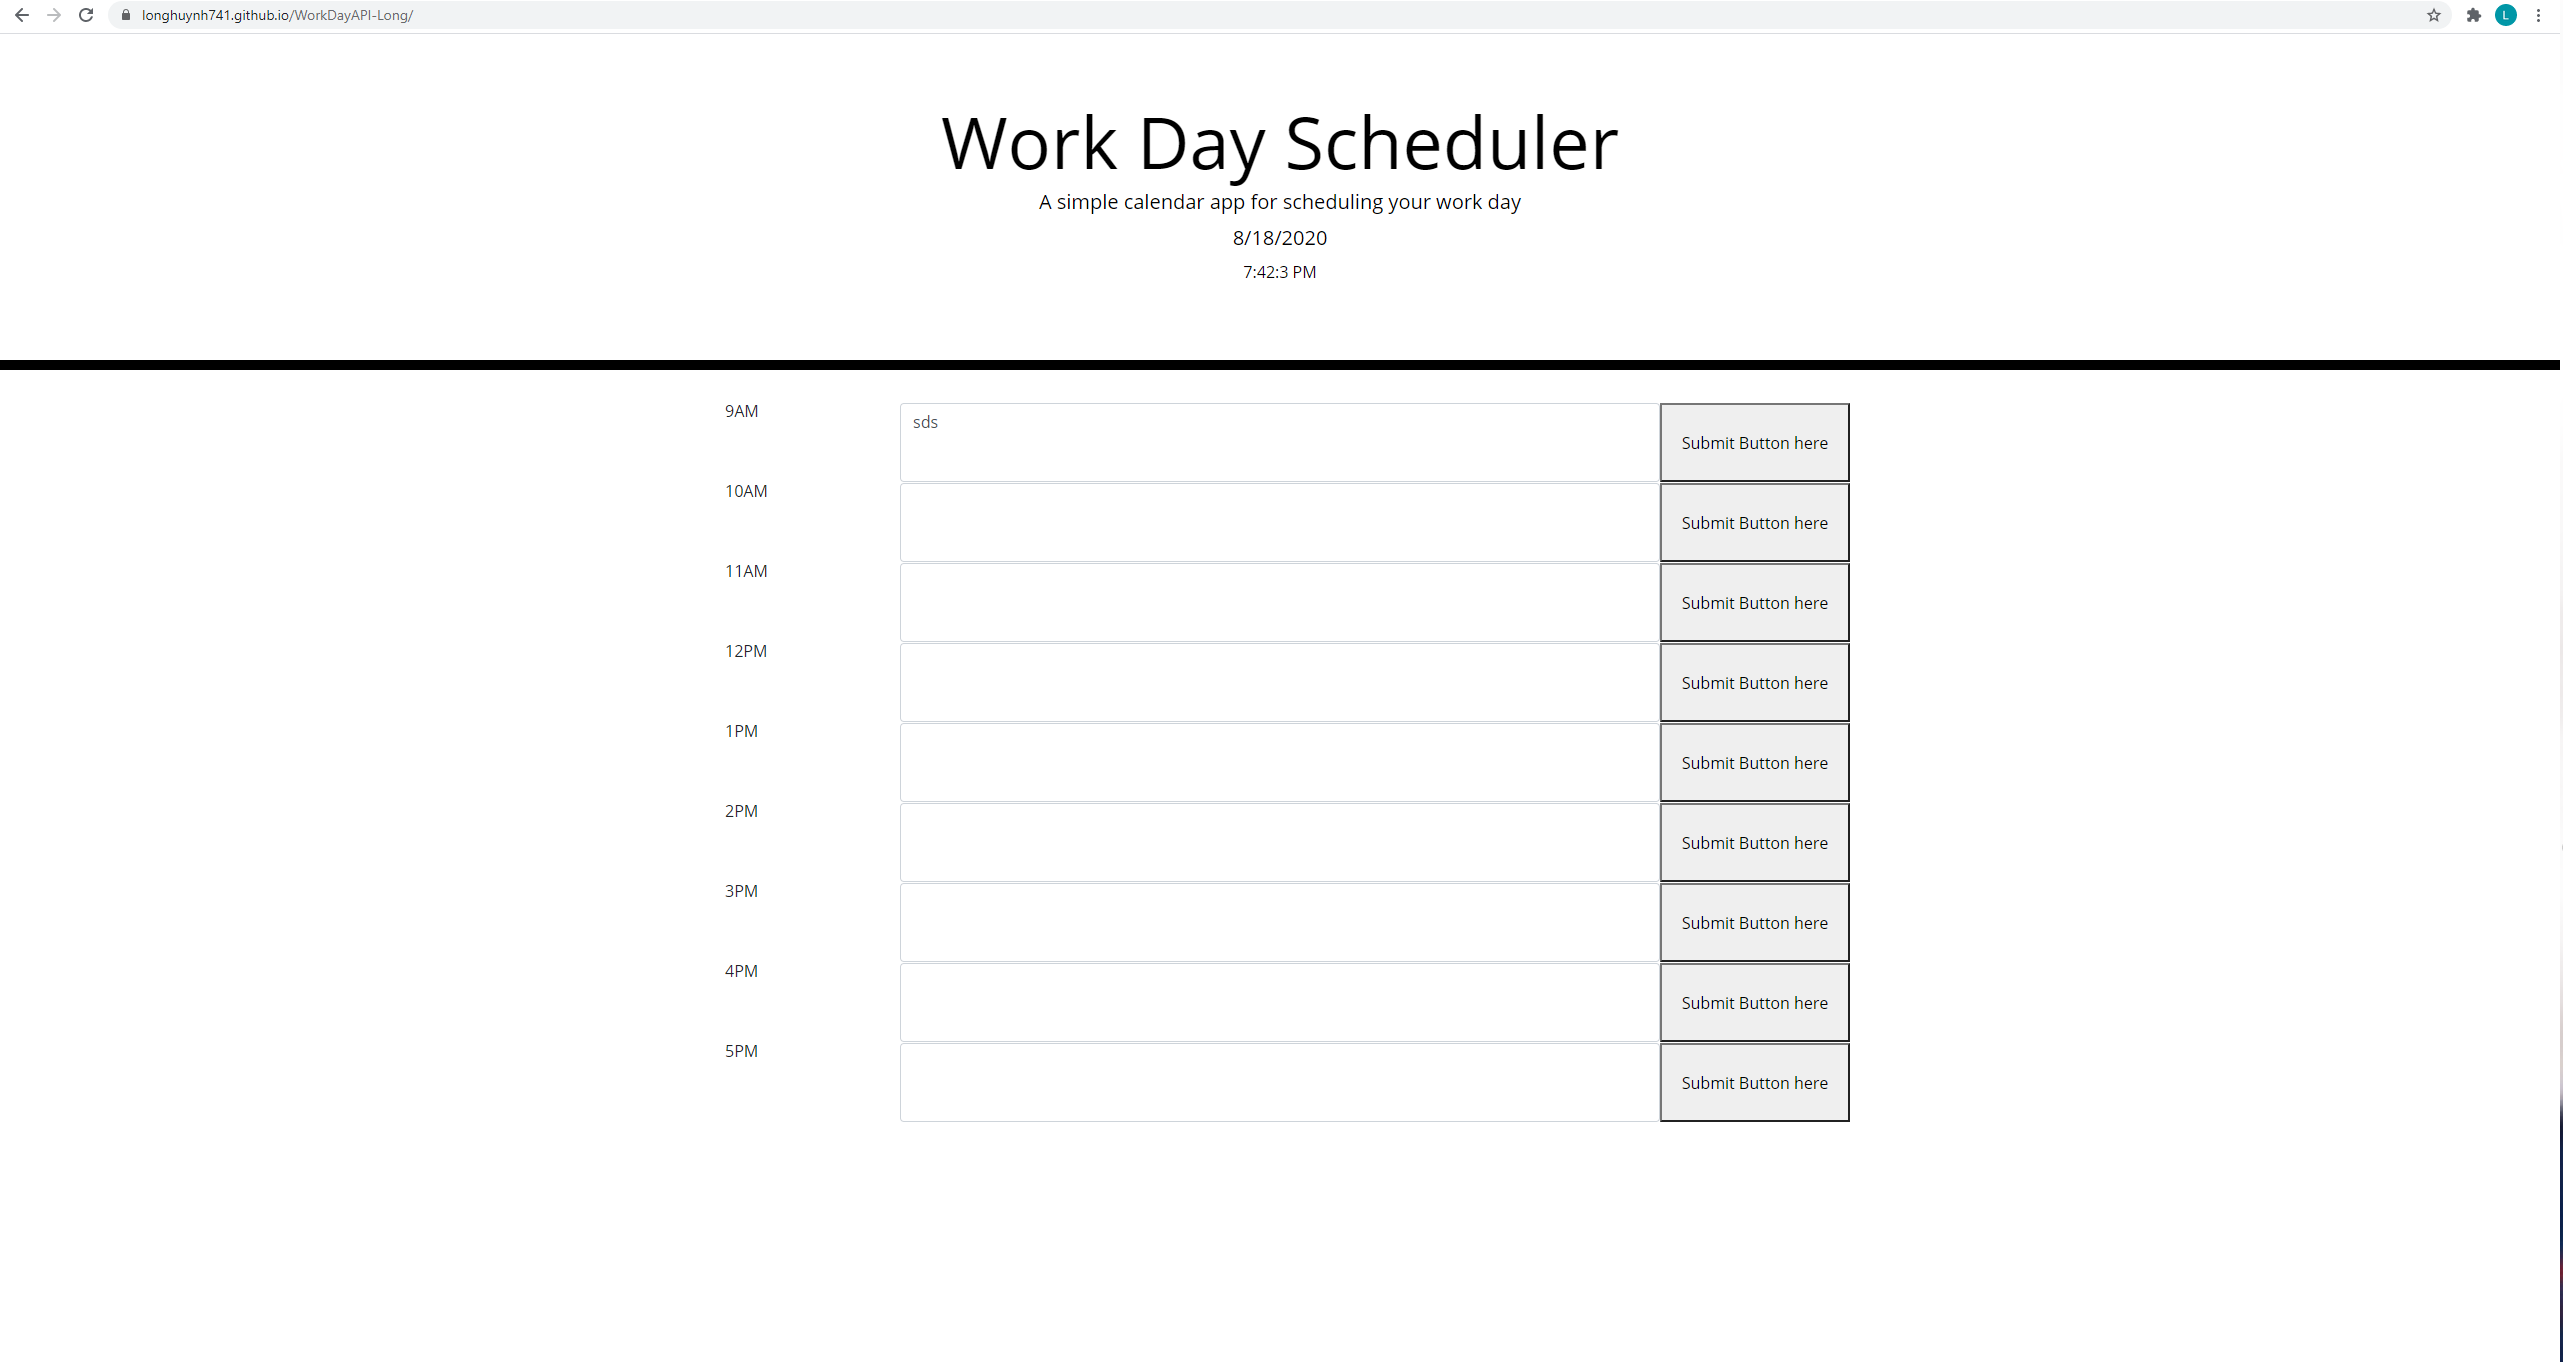 longhuynh741.github.io/WorkDayAPI-Long/
L
Work Day Scheduler
A simple calendar app for scheduling your work day
8/18/2020
7:42:3 PM
9AM
sds
Submit Button here
10AM
Submit Button here
11AM
Submit Button here
12PM
Submit Button here
1PM
Submit Button here
2PM
Submit Button here
3PM
Submit Button here
4PM
Submit Button here
5PM
Submit Button here